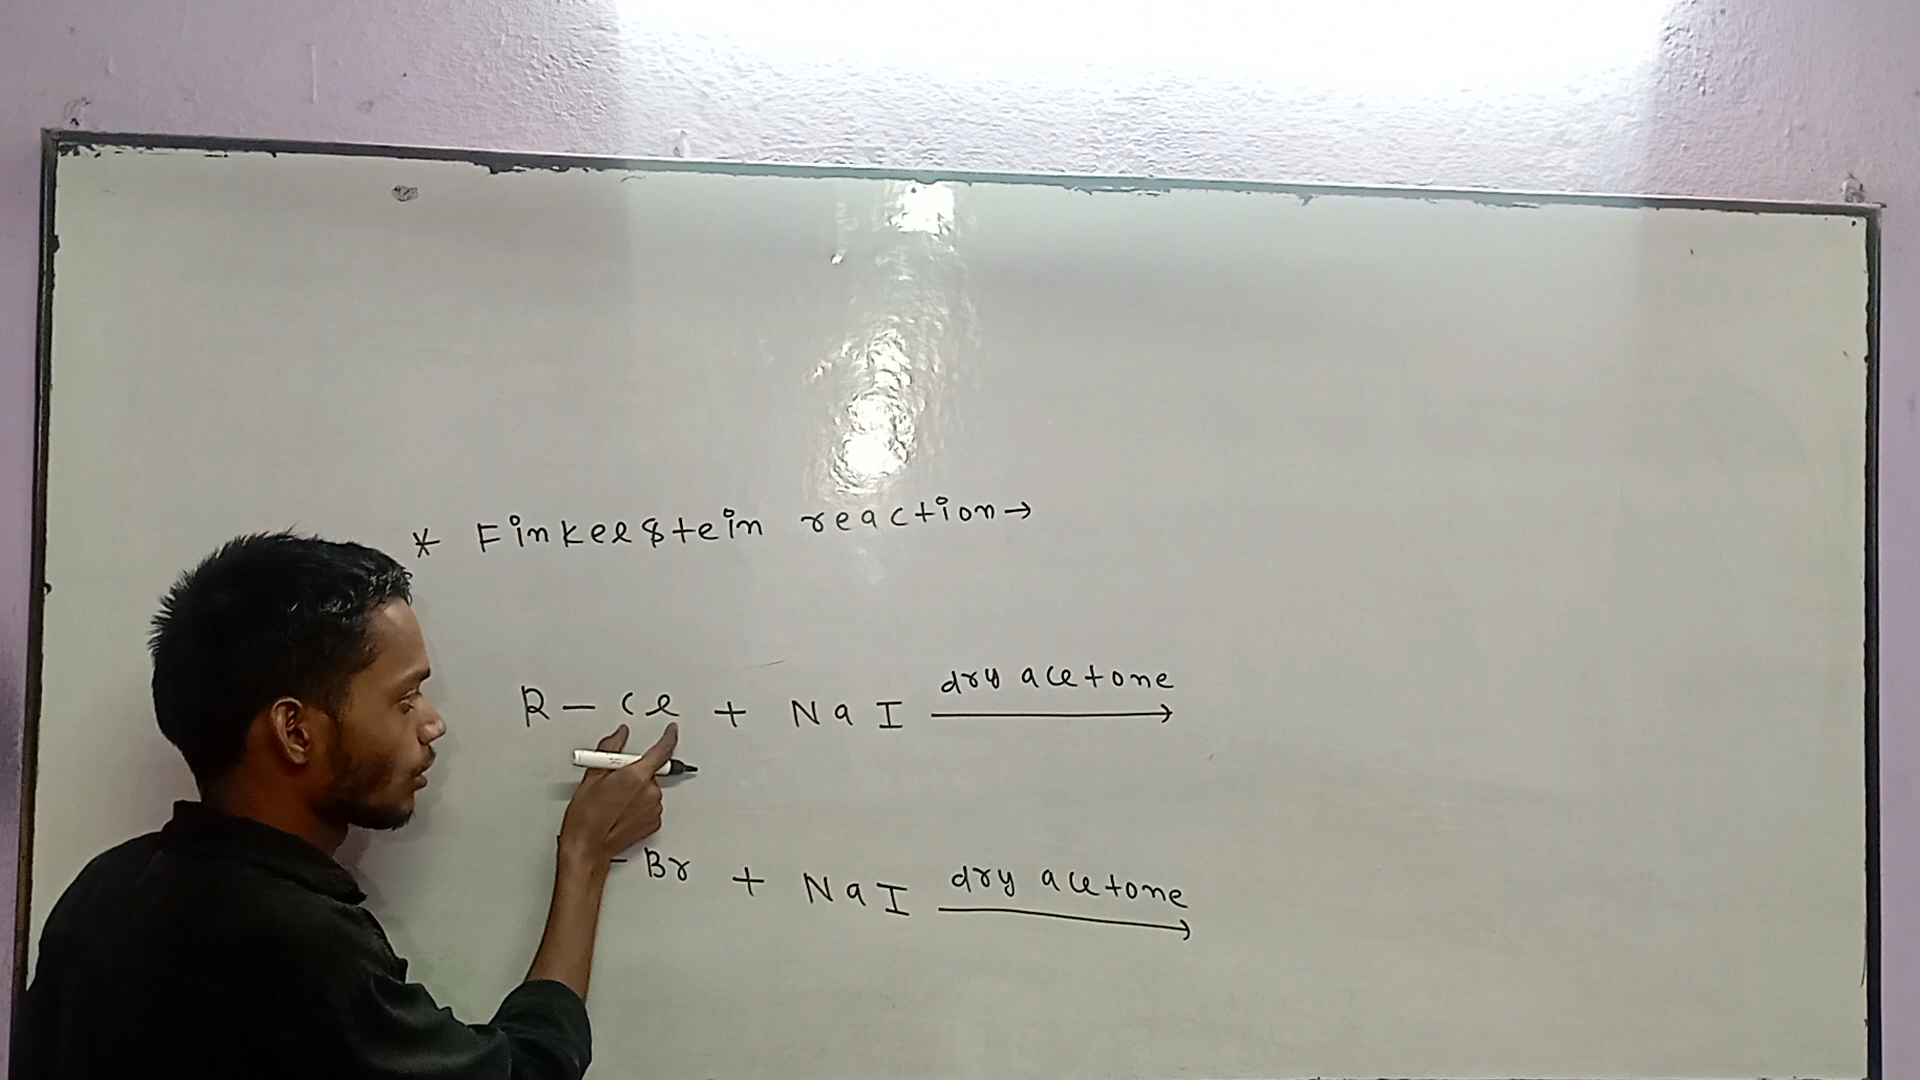 * Finkelstein reaction →
R - Cl + NaI dry acetone →
- Br + NaI dry acetone →